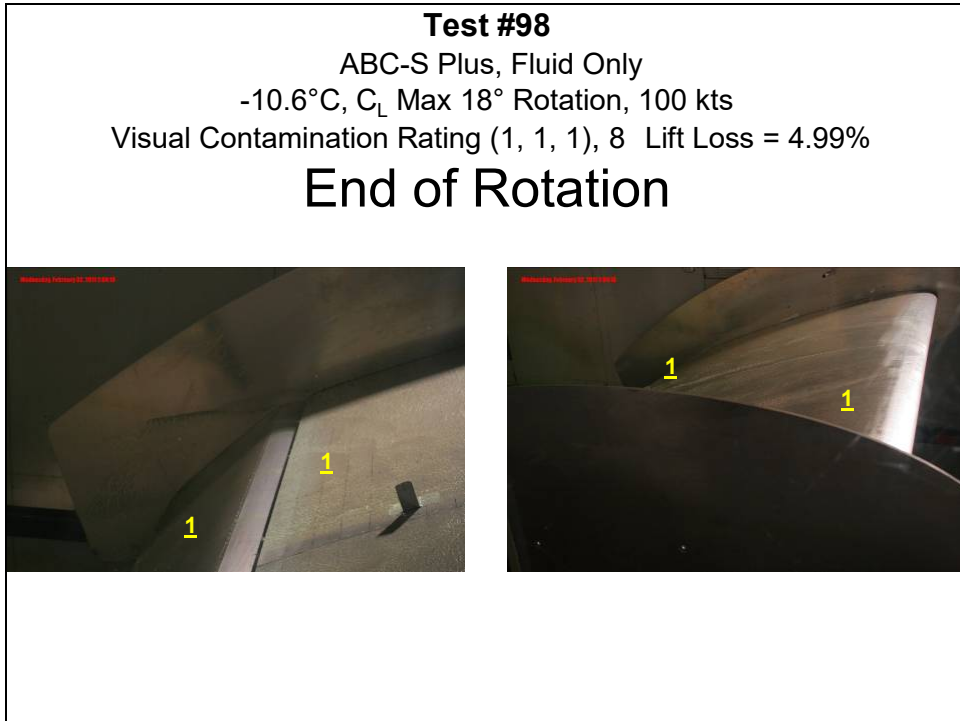 Test #98
ABC-S Plus, Fluid Only
-10.6°C, CL Max 18° Rotation, 100 kts
Visual Contamination Rating (1, 1, 1), 8 Lift Loss = 4.99%
End of Rotation
1
1
1
1